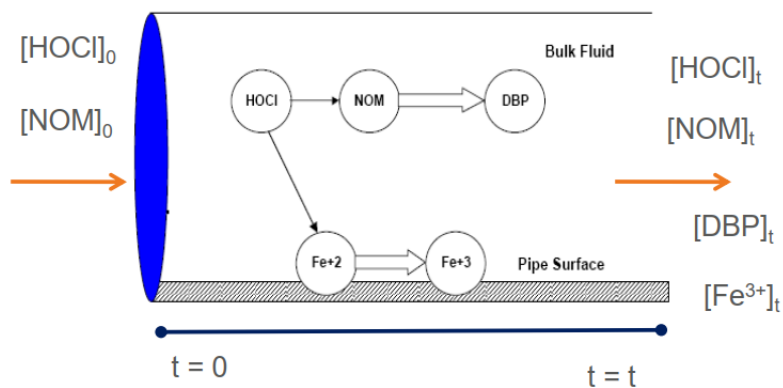 [HOCl]₀
[NOM]₀
Bulk Fluid
HOCl
NOM
DBP
[HOCl]ₜ
[NOM]ₜ
[DBP]ₜ
Fe+2
Fe+3
Pipe Surface
[Fe³⁺]ₜ
t = 0
t = t